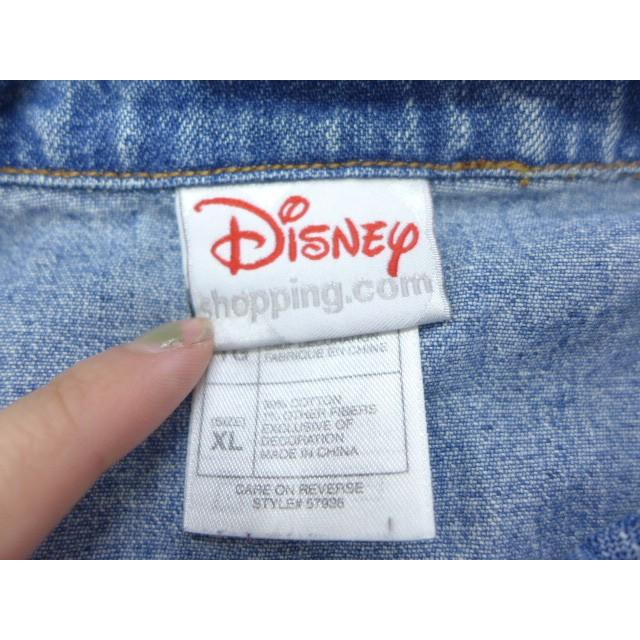 DISNEY
shopping.com
FABRIQUE EN CHINE
[SIZE]
XL
COTTON
OTHER FIBERS
EXCLUSIVE OF
DECORATION
MADE IN CHINA
CARE ON REVERSE
STYLE# 57936